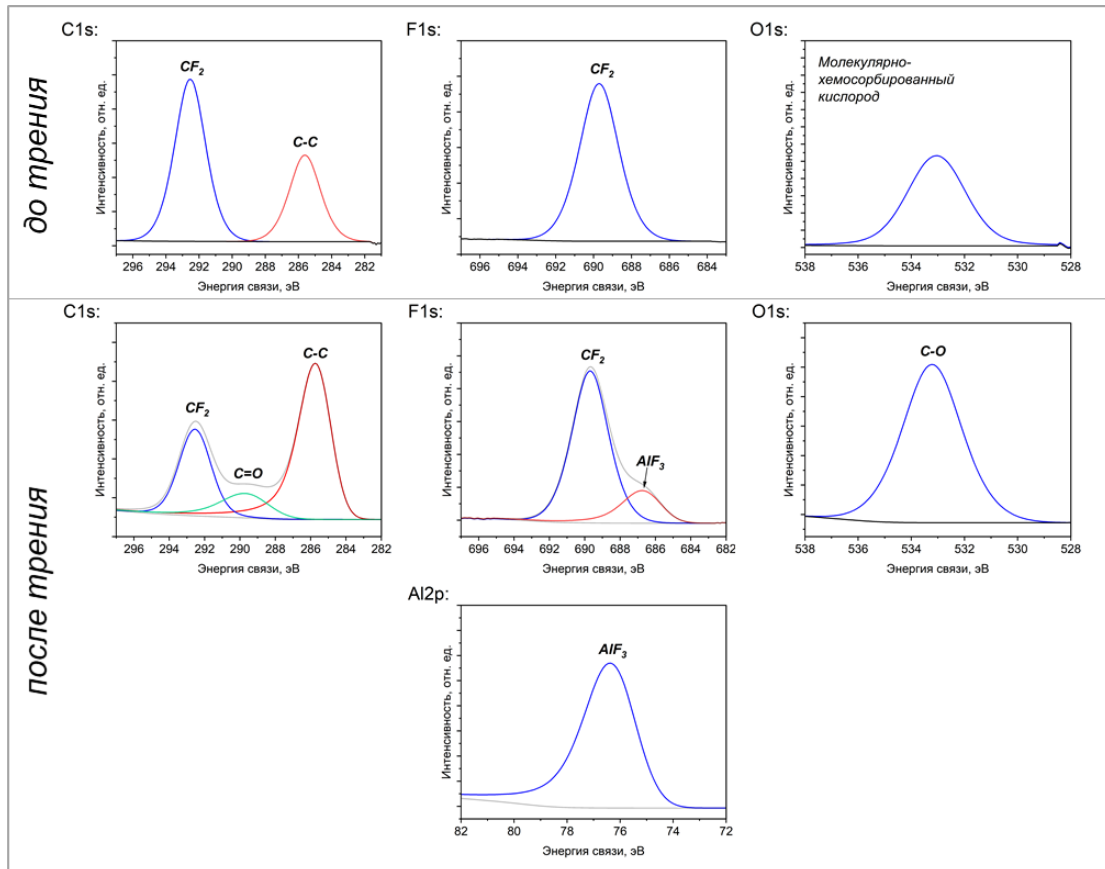 до трения
C1s:
Интенсивность, отн. ед.
CF2
C-C
296 294 292 290 288 286 284 282
Энергия связи, эВ
F1s:
Интенсивность, отн. ед.
CF2
696 694 692 690 688 686 684
Энергия связи, эВ
O1s:
Интенсивность, отн. ед.
Молекулярно-
хемосорбированный
кислород
538 536 534 532 530 528
Энергия связи, эВ
после трения
C1s:
Интенсивность, отн. ед.
CF2
C=O
C-C
296 294 292 290 288 286 284 282
Энергия связи, эВ
F1s:
Интенсивность, отн. ед.
CF2
AlF3
696 694 692 690 688 686 684 682
Энергия связи, эВ
O1s:
Интенсивность, отн. ед.
C-O
538 536 534 532 530 528
Энергия связи, эВ
Al2p:
Интенсивность, отн. ед.
AlF3
82 80 78 76 74 72
Энергия связи, эВ